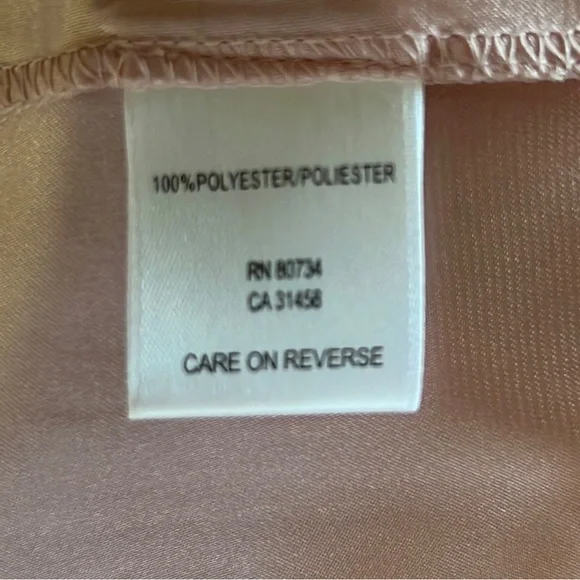 100%POLYESTER/POLIESTER
RN 80734
CA 31458
CARE ON REVERSE